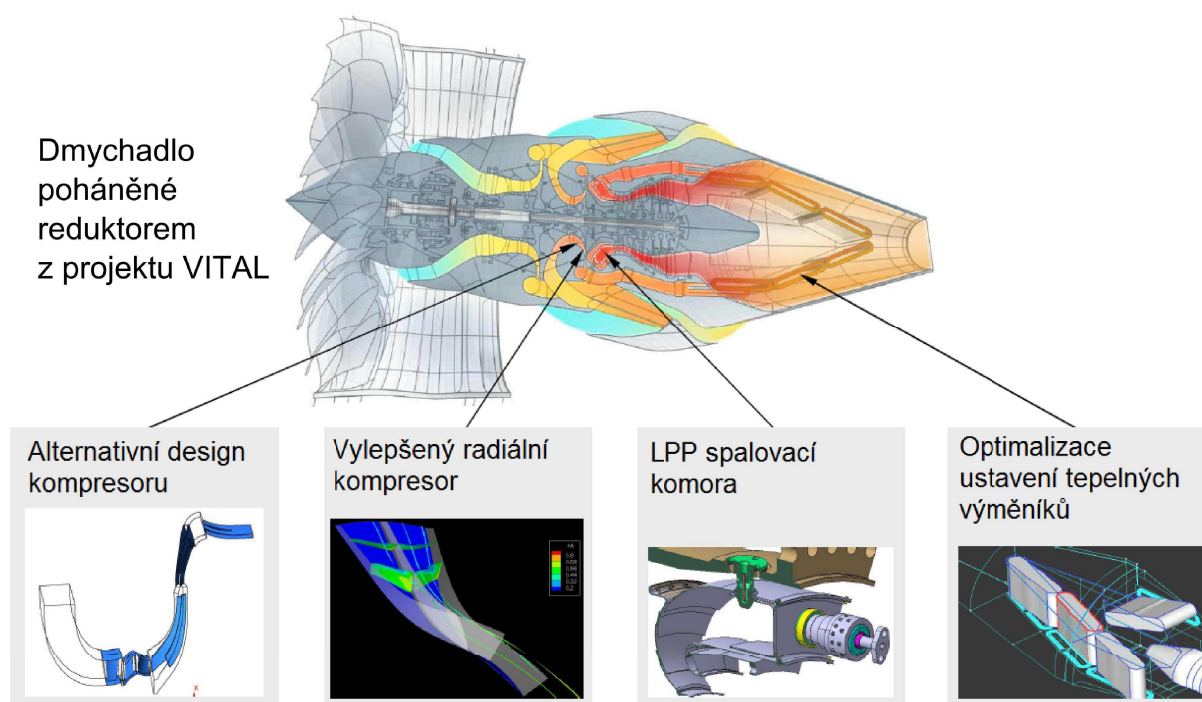 Dmychadlo
poháněné
reduktorem
z projektu VITAL
Alternativní design
kompresoru
Vylepšený radiální
kompresor
LPP spalovací
komora
Optimalizace
ustavení tepelných
výměníků
x